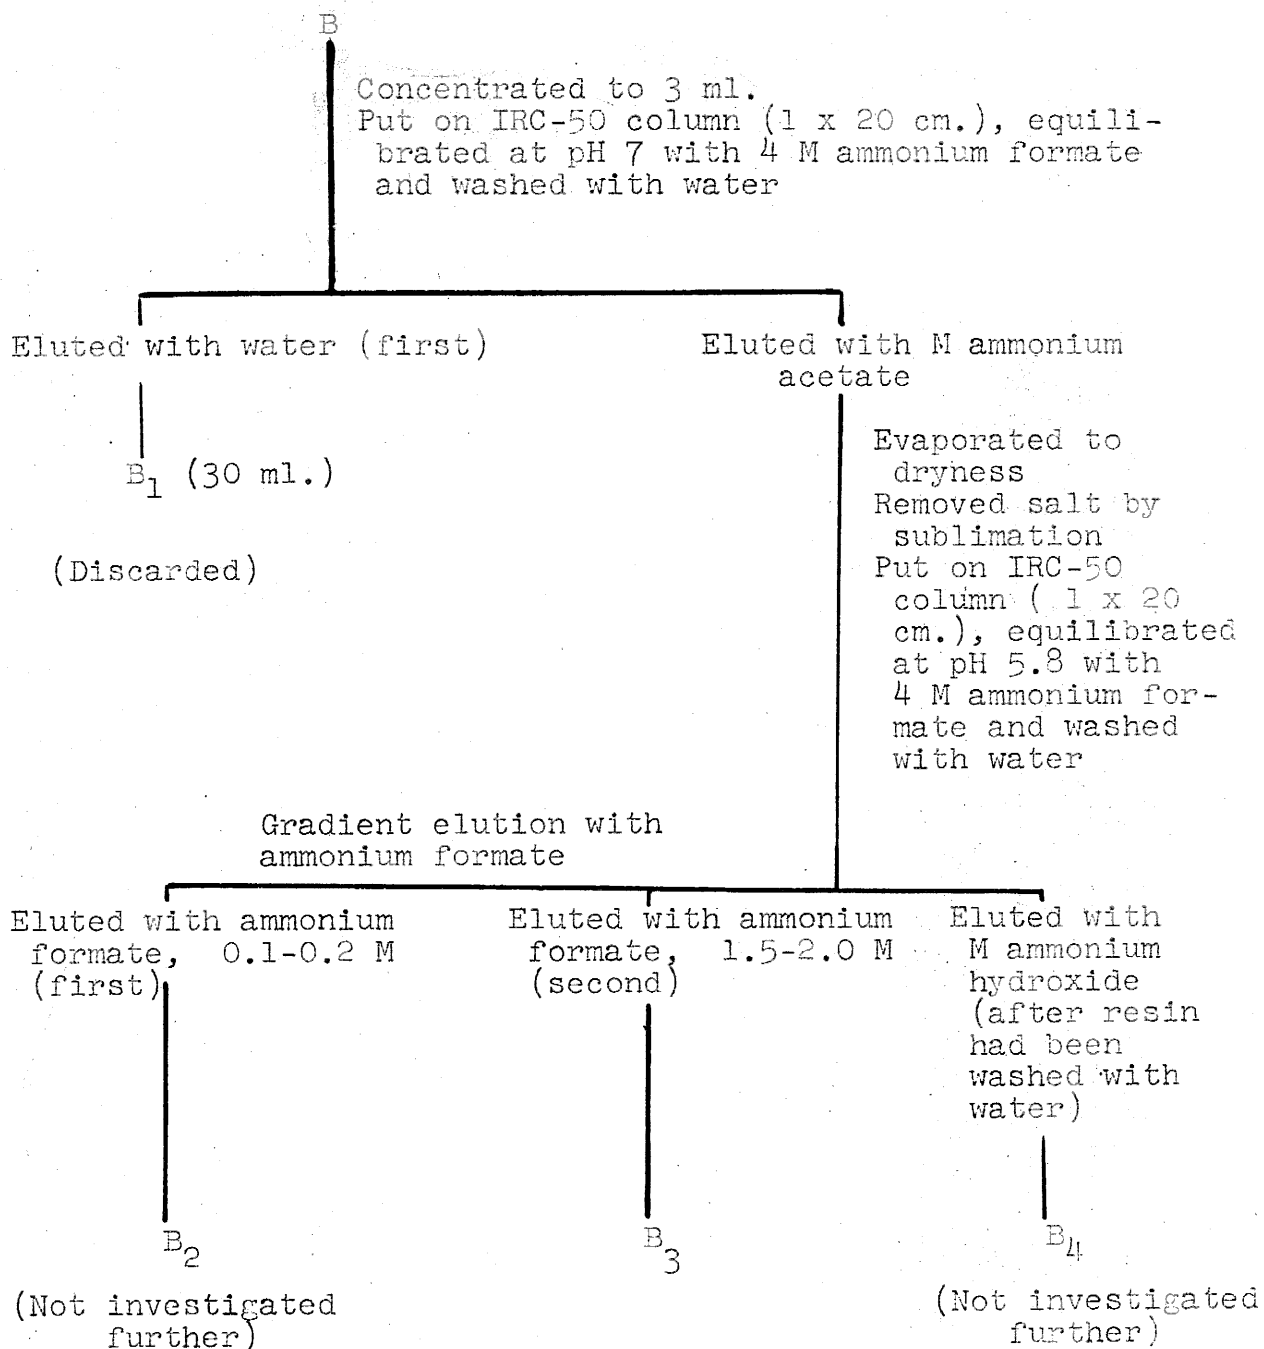 B
Concentrated to 3 ml.
Put on IRC-50 column (1 x 20 cm.), equili-
brated at pH 7 with 4 M ammonium formate
and washed with water
Eluted with water (first)
B1 (30 ml.)
(Discarded)
Eluted with M ammonium
acetate
Evaporated to
dryness
Removed salt by
sublimation
Put on IRC-50
column ( 1 x 20
cm.), equilibrated
at pH 5.8 with
4 M ammonium for-
mate and washed
with water
Gradient elution with
ammonium formate
Eluted with ammonium
formate, 0.1-0.2 M
(first)
B2
(Not investigated
further)
Eluted with ammonium
formate, 1.5-2.0 M
(second)
B3
Eluted with
M ammonium
hydroxide
(after resin
had been
washed with
water)
B4
(Not investigated
further)